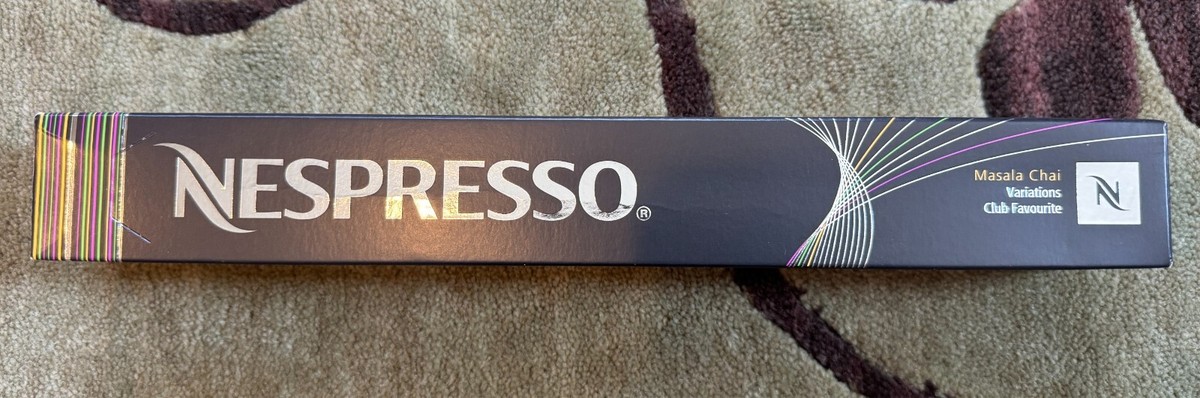 NESPRESSO®
Masala Chai
Variations
Club Favourite
N